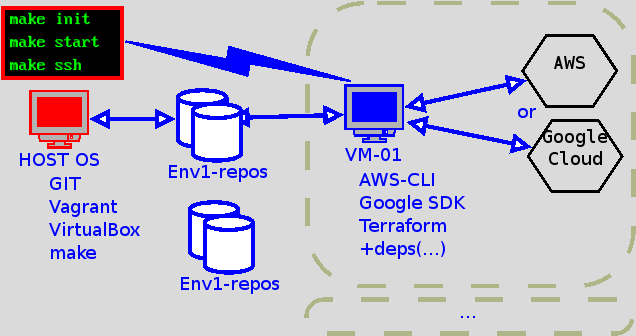 make init
make start
make ssh
HOST OS
GIT
Vagrant
VirtualBox
make
Env1-repos
Env1-repos
VM-01
AWS-CLI
Google SDK
Terraform
+deps(...)
AWS
or
Google
Cloud
...